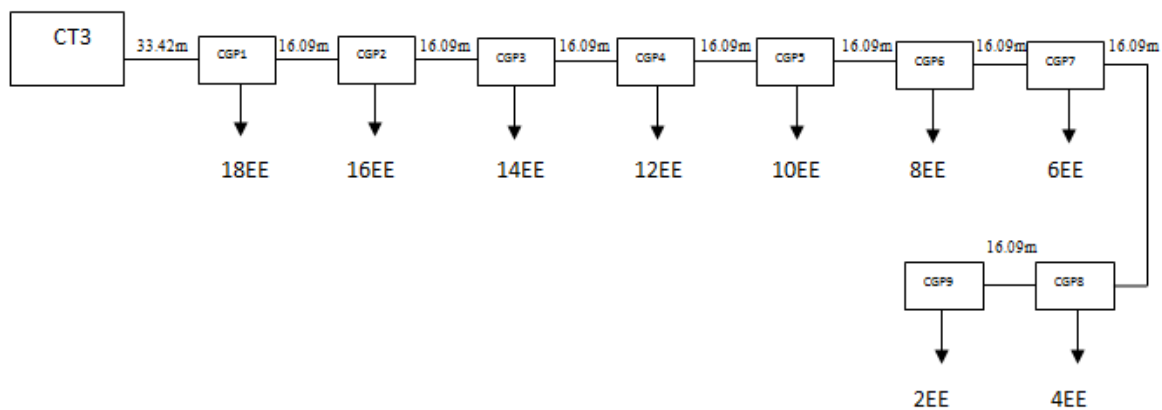 CT3
33.42m
CGP1
16.09m
CGP2
16.09m
CGP3
16.09m
CGP4
16.09m
CGP5
16.09m
CGP6
16.09m
CGP7
16.09m
18EE
16EE
14EE
12EE
10EE
8EE
6EE
16.09m
CGP9
CGP8
2EE
4EE